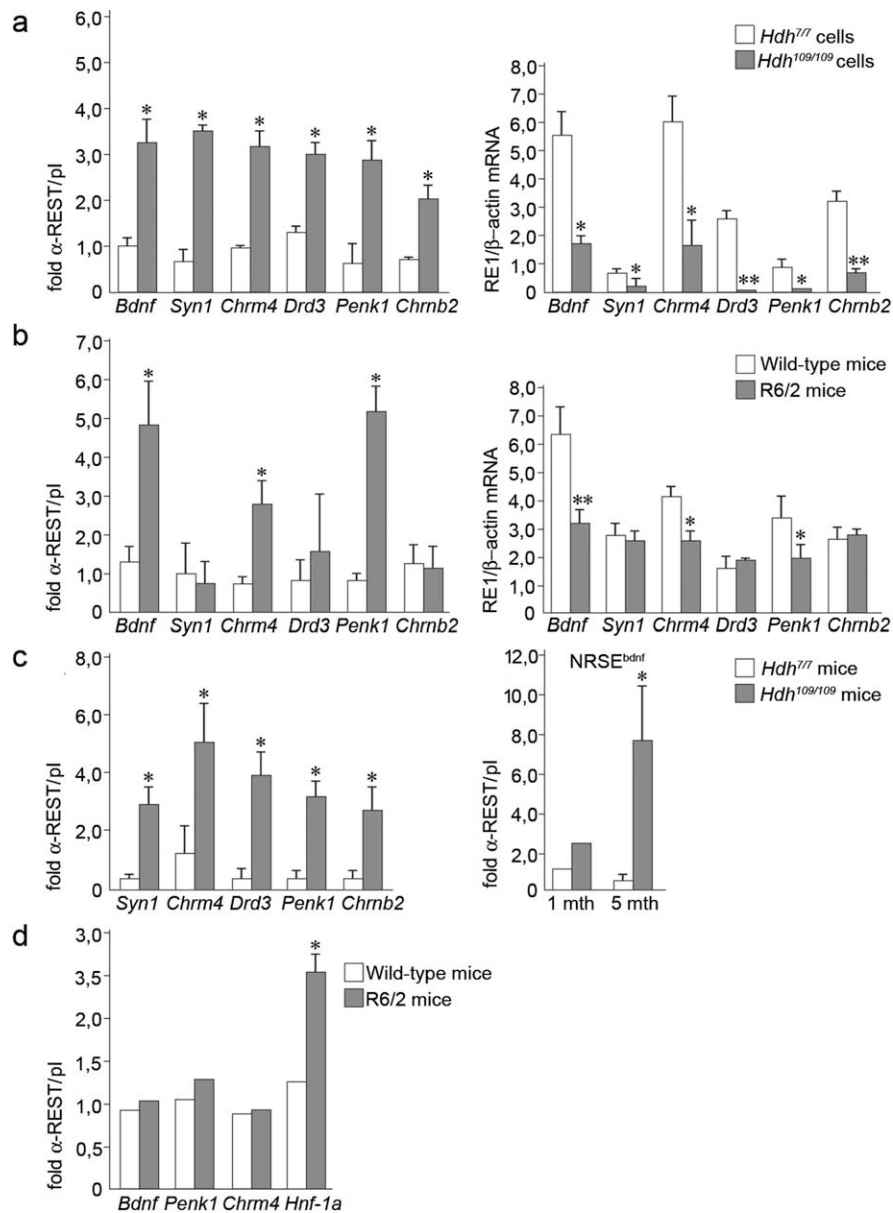 a
fold α-REST/pI
6,0
5,0
4,0
3,0
2,0
1,0
0
* * * * * *
Bdnf Syn1 Chrm4 Drd3 Penk1 Chrnb2
Hdh7/7 cells
Hdh109/109 cells
RE1/β–actin mRNA
8,0
7,0
6,0
5,0
4,0
3,0
2,0
1,0
0
* * * ** * **
Bdnf Syn1 Chrm4 Drd3 Penk1 Chrnb2
b
fold α-REST/pI
7,0
6,0
5,0
4,0
3,0
2,0
1,0
0
* * *
Bdnf Syn1 Chrm4 Drd3 Penk1 Chrnb2
Wild-type mice
R6/2 mice
RE1/β–actin mRNA
8,0
7,0
6,0
5,0
4,0
3,0
2,0
1,0
0
** * *
Bdnf Syn1 Chrm4 Drd3 Penk1 Chrnb2
c
fold α-REST/pI
8,0
6,0
4,0
2,0
0
* * * * *
Syn1 Chrm4 Drd3 Penk1 Chrnb2
NRSEbdnf
Hdh7/7 mice
Hdh109/109 mice
fold α-REST/pI
12,0
10,0
8,0
6,0
4,0
2,0
0
*
1 mth 5 mth
d
fold α-REST/pI
3,0
3,5
2,0
1,5
1,0
0,5
0
*
Wild-type mice
R6/2 mice
Bdnf Penk1 Chrm4 Hnf-1a